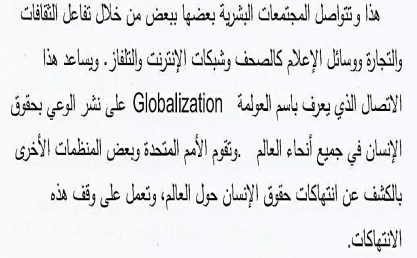 هذا وتتواصل المجتمعات البشرية بعضها ببعض من خلال تفاعل الثقافات
والتجارة ووسائل الإعلام كالصحف وشبكات الإنترنت والتلفاز. ويساعد هذا
الاتصال الذي يعرف باسم العولمة Globalization على نشر الوعي بحقوق
الإنسان في جميع أنحاء العالم .وتقوم الأمم المتحدة وبعض المنظمات الأخرى
بالكشف عن انتهاكات حقوق الإنسان حول العالم، وتعمل على وقف هذه
الانتهاكات.